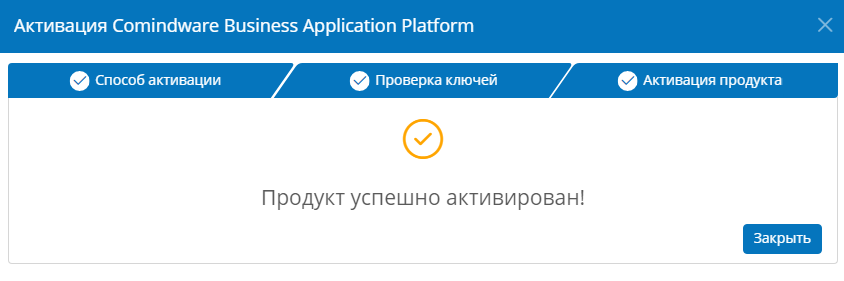 Активация Comindware Business Application Platform
Способ активации
Проверка ключей
Активация продукта
Продукт успешно активирован!
Закрыть